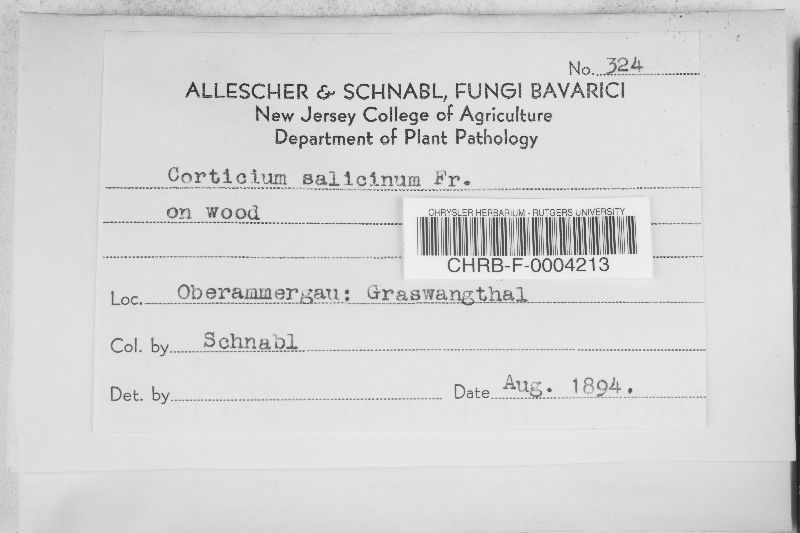 No. 324
ALLESCHER & SCHNABL, FUNGI BAVARICI
New Jersey College of Agriculture
Department of Plant Pathology
Corticium salicinum Fr.
on wood
CHRYSLER HERBARIUM - RUTGERS UNIVERSITY
CHRB-F-0004213
Loc. Oberammergau: Graswangthal
Col. by Schnabl
Det. by
Date Aug. 1894.